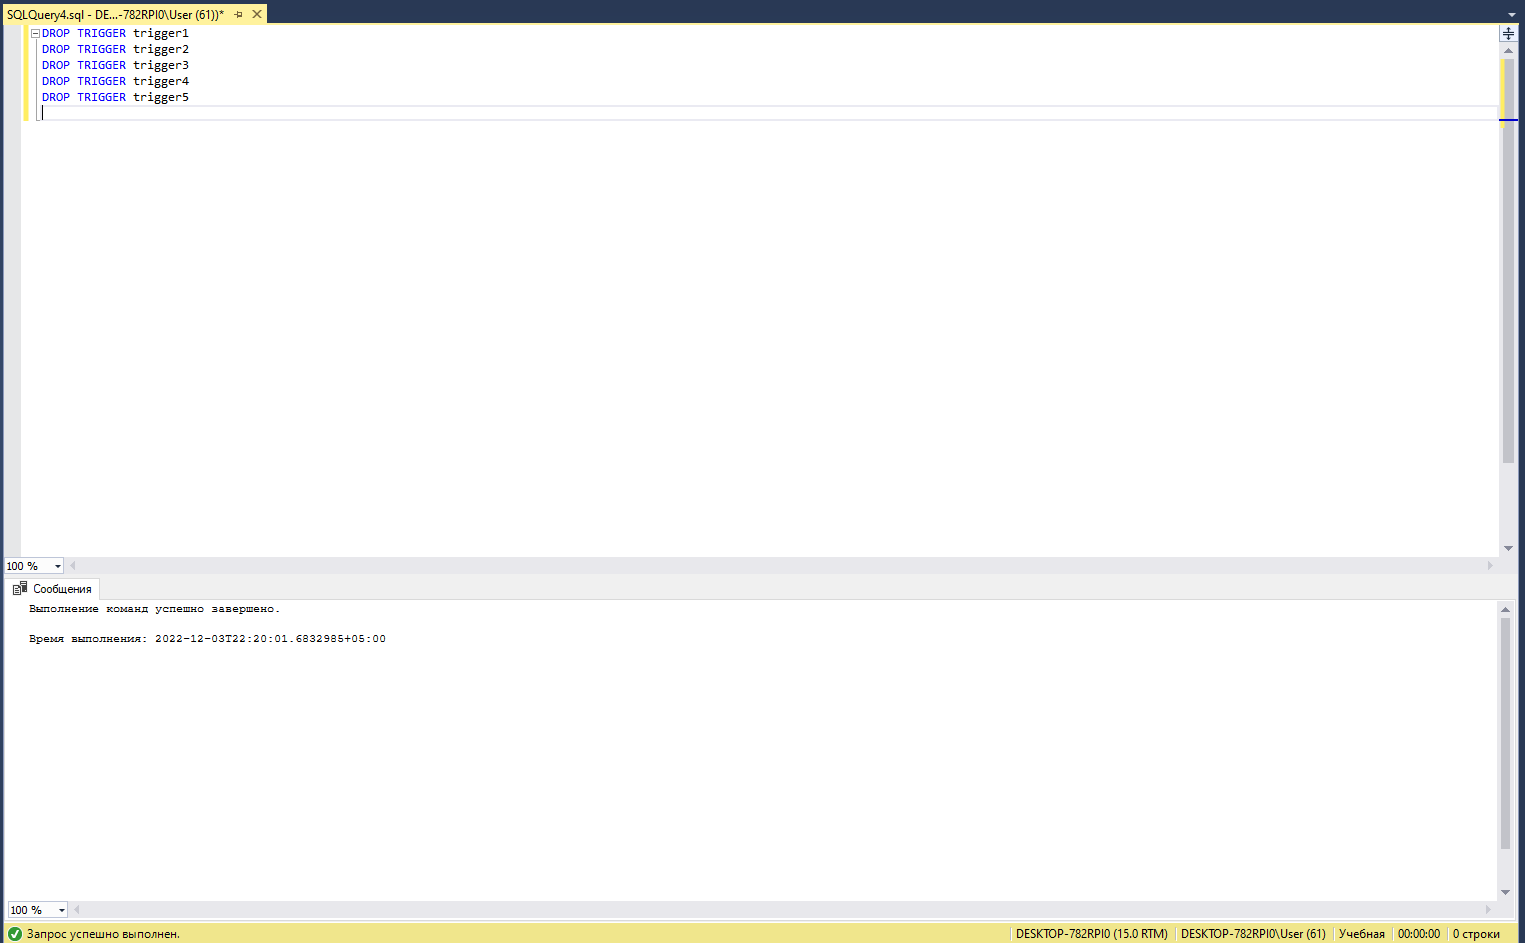 SQLQuery4.sql - DE...-782RPI0\User (61))*
DROP TRIGGER trigger1
DROP TRIGGER trigger2
DROP TRIGGER trigger3
DROP TRIGGER trigger4
DROP TRIGGER trigger5
100 %
Сообщения
Выполнение команд успешно завершено.
Время выполнения: 2022-12-03T22:20:01.6832985+05:00
100 %
Запрос успешно выполнен. DESKTOP-782RPI0 (15.0 RTM) DESKTOP-782RPI0\User (61) Учебная 00:00:00 0 строки